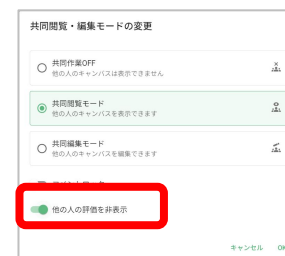 共同閲覧・編集モードの変更
共同作業OFF
他の人のキャンバスは表示できません
共同閲覧モード
他の人のキャンバスを表示できます
共同編集モード
他の人のキャンバスを編集できます
他の人の評価を非表示
キャンセル OK